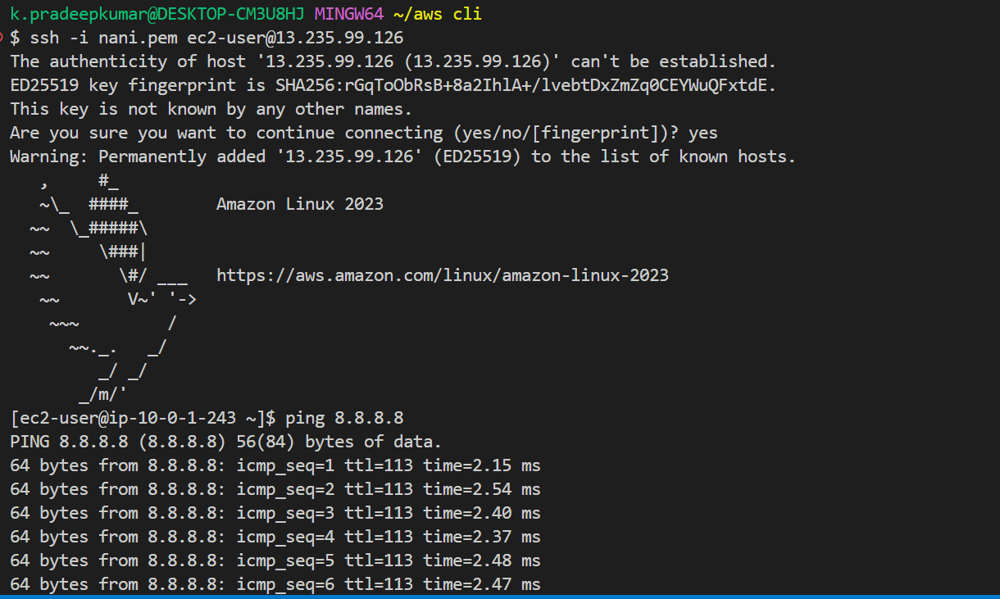 k.pradeepkumar@DESKTOP-CM3U8HJ MINGW64 ~/aws cli
$ ssh -i nani.pem ec2-user@13.235.99.126
The authenticity of host '13.235.99.126 (13.235.99.126)' can't be established.
ED25519 key fingerprint is SHA256:rGqToObRsB+8a2IhlA+/lvebtDxZmZq0CEYWuQFxtdE.
This key is not known by any other names.
Are you sure you want to continue connecting (yes/no/[fingerprint])? yes
Warning: Permanently added '13.235.99.126' (ED25519) to the list of known hosts.
   ,     #_
   ~\_  ####_        Amazon Linux 2023
  ~~  \_#####\
  ~~     \###|
  ~~       \#/ ___   https://aws.amazon.com/linux/amazon-linux-2023
   ~~       V~' '->
    ~~~         /
      ~~._.   _/
         _/ _/
       _/m/'
[ec2-user@ip-10-0-1-243 ~]$ ping 8.8.8.8
PING 8.8.8.8 (8.8.8.8) 56(84) bytes of data.
64 bytes from 8.8.8.8: icmp_seq=1 ttl=113 time=2.15 ms
64 bytes from 8.8.8.8: icmp_seq=2 ttl=113 time=2.54 ms
64 bytes from 8.8.8.8: icmp_seq=3 ttl=113 time=2.40 ms
64 bytes from 8.8.8.8: icmp_seq=4 ttl=113 time=2.37 ms
64 bytes from 8.8.8.8: icmp_seq=5 ttl=113 time=2.48 ms
64 bytes from 8.8.8.8: icmp_seq=6 ttl=113 time=2.47 ms